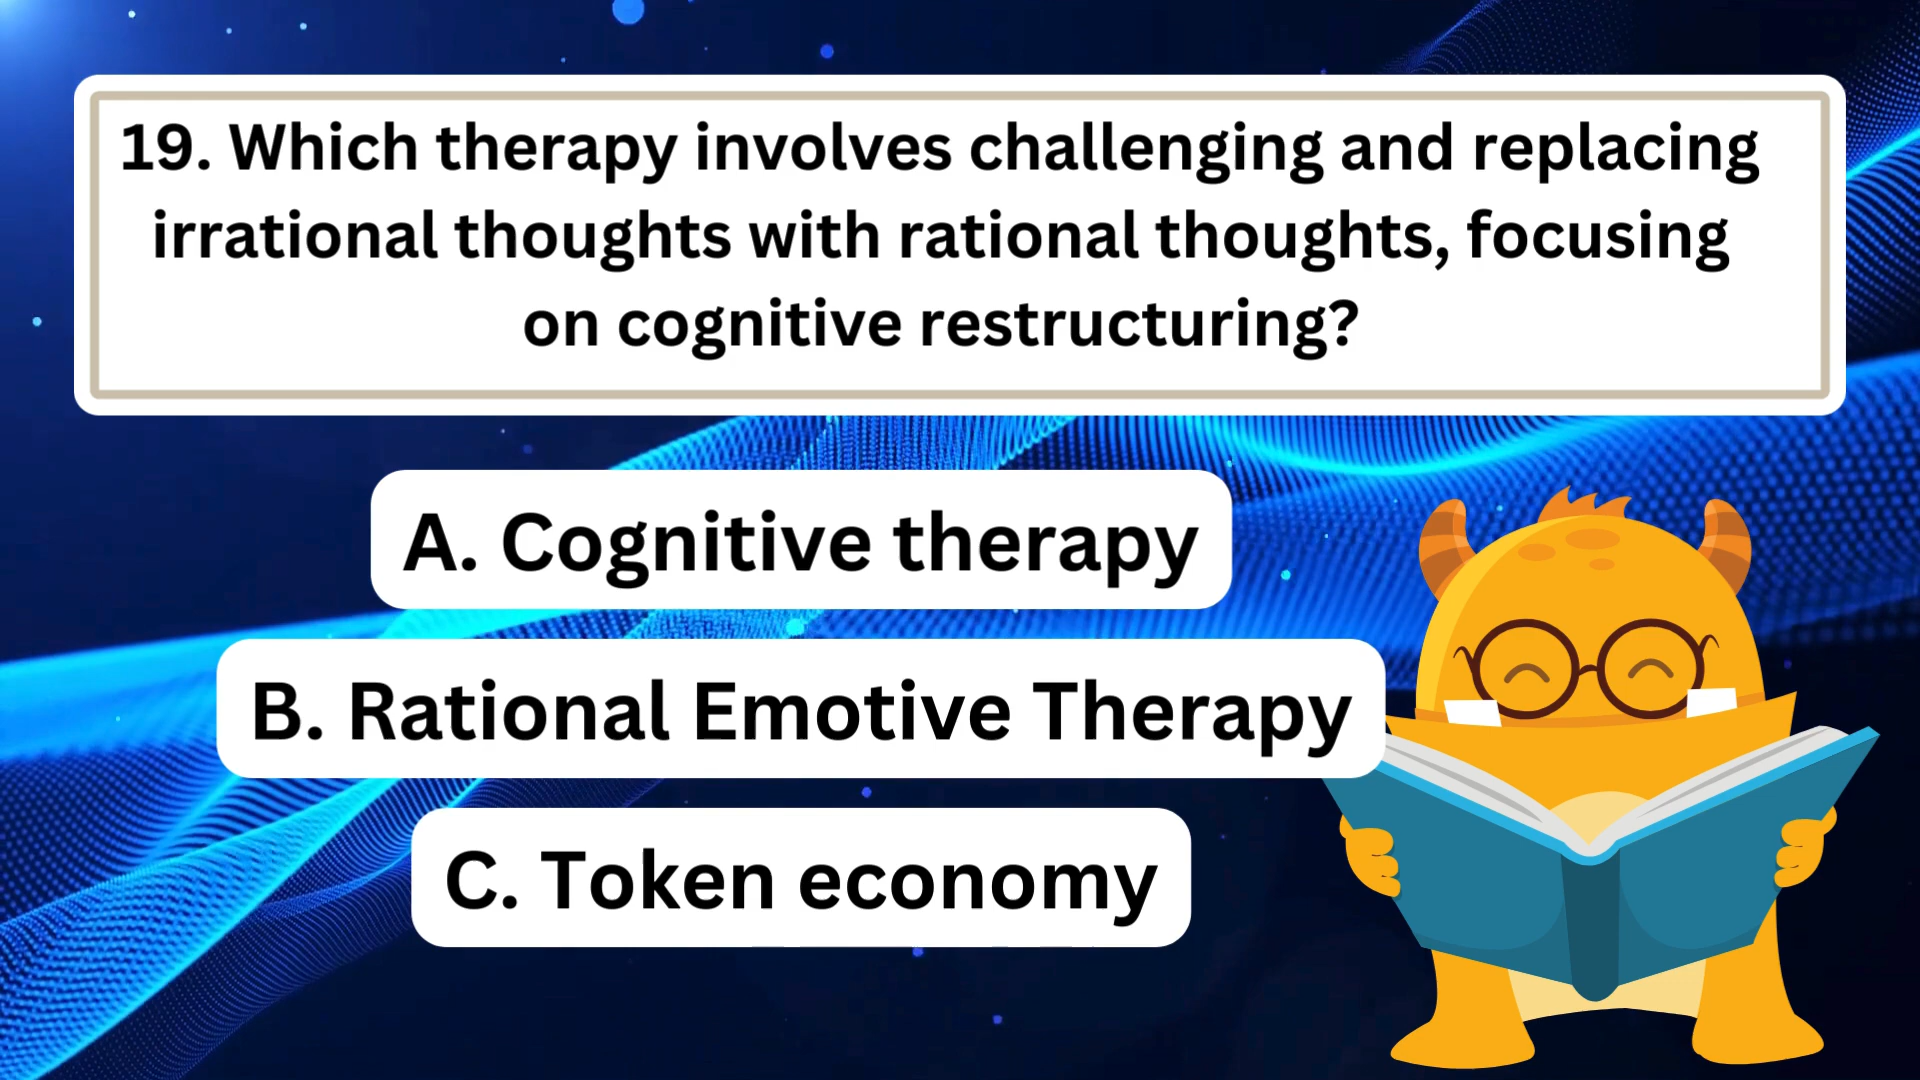 19. Which therapy involves challenging and replacing
irrational thoughts with rational thoughts, focusing
on cognitive restructuring?
A. Cognitive therapy
B. Rational Emotive Therapy
C. Token economy